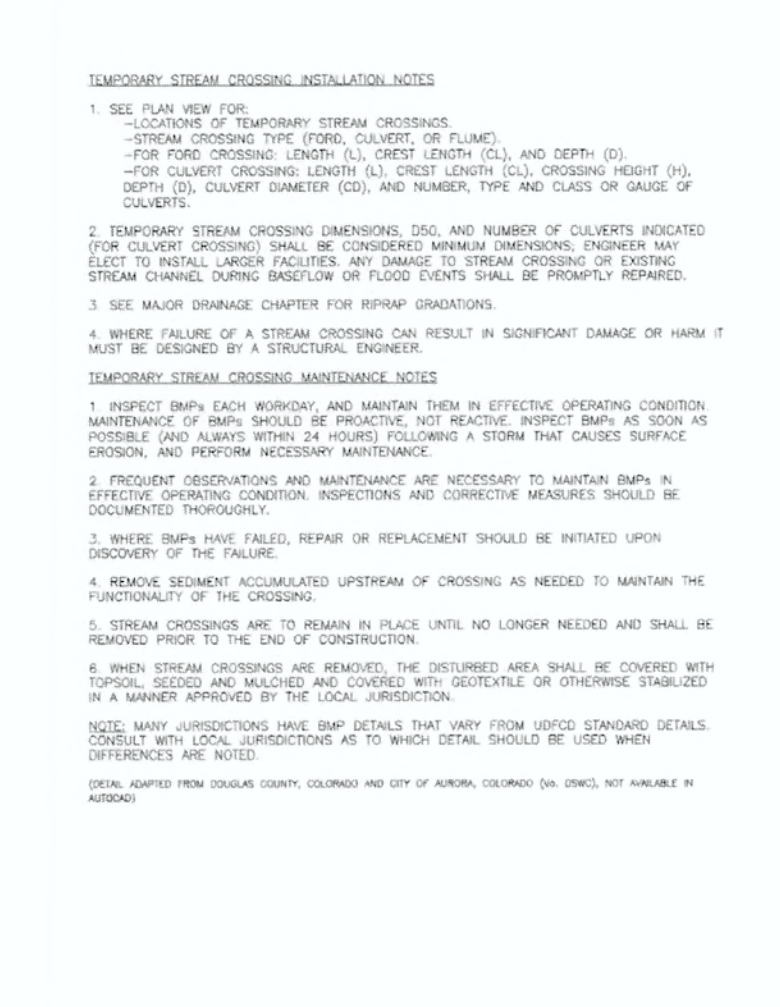 TEMPORARY STREAM CROSSING INSTALLATION NOTES
1. SEE PLAN VIEW FOR:
-LOCATIONS OF TEMPORARY STREAM CROSSINGS.
-STREAM CROSSING TYPE (FORD, CULVERT, OR FLUME).
-FOR FORD CROSSING: LENGTH (L), CREST LENGTH (CL), AND DEPTH (D).
-FOR CULVERT CROSSING: LENGTH (L), CREST LENGTH (CL), CROSSING HEIGHT (H),
DEPTH (D), CULVERT DIAMETER (CD), AND NUMBER, TYPE AND CLASS OR GAUGE OF
CULVERTS.
2. TEMPORARY STREAM CROSSING DIMENSIONS, D50, AND NUMBER OF CULVERTS INDICATED
(FOR CULVERT CROSSING) SHALL BE CONSIDERED MINIMUM DIMENSIONS; ENGINEER MAY
ELECT TO INSTALL LARGER FACILITIES. ANY DAMAGE TO STREAM CROSSING OR EXISTING
STREAM CHANNEL DURING BASEFLOW OR FLOOD EVENTS SHALL BE PROMPTLY REPAIRED.
3. SEE MAJOR DRAINAGE CHAPTER FOR RIPRAP GRADATIONS.
4. WHERE FAILURE OF A STREAM CROSSING CAN RESULT IN SIGNIFICANT DAMAGE OR HARM IT
MUST BE DESIGNED BY A STRUCTURAL ENGINEER.
TEMPORARY STREAM CROSSING MAINTENANCE NOTES
1. INSPECT BMPs EACH WORKDAY, AND MAINTAIN THEM IN EFFECTIVE OPERATING CONDITION.
MAINTENANCE OF BMPs SHOULD BE PROACTIVE, NOT REACTIVE. INSPECT BMPs AS SOON AS
POSSIBLE (AND ALWAYS WITHIN 24 HOURS) FOLLOWING A STORM THAT CAUSES SURFACE
EROSION, AND PERFORM NECESSARY MAINTENANCE.
2. FREQUENT OBSERVATIONS AND MAINTENANCE ARE NECESSARY TO MAINTAIN BMPs IN
EFFECTIVE OPERATING CONDITION. INSPECTIONS AND CORRECTIVE MEASURES SHOULD BE
DOCUMENTED THOROUGHLY.
3. WHERE BMPs HAVE FAILED, REPAIR OR REPLACEMENT SHOULD BE INITIATED UPON
DISCOVERY OF THE FAILURE.
4. REMOVE SEDIMENT ACCUMULATED UPSTREAM OF CROSSING AS NEEDED TO MAINTAIN THE
FUNCTIONALITY OF THE CROSSING.
5. STREAM CROSSINGS ARE TO REMAIN IN PLACE UNTIL NO LONGER NEEDED AND SHALL BE
REMOVED PRIOR TO THE END OF CONSTRUCTION.
6. WHEN STREAM CROSSINGS ARE REMOVED, THE DISTURBED AREA SHALL BE COVERED WITH
TOPSOIL, SEEDED AND MULCHED AND COVERED WITH GEOTEXTILE OR OTHERWISE STABILIZED
IN A MANNER APPROVED BY THE LOCAL JURISDICTION.
NOTE: MANY JURISDICTIONS HAVE BMP DETAILS THAT VARY FROM UDFCD STANDARD DETAILS.
CONSULT WITH LOCAL JURISDICTIONS AS TO WHICH DETAIL SHOULD BE USED WHEN
DIFFERENCES ARE NOTED.
(DETAIL ADAPTED FROM DOUGLAS COUNTY, COLORADO AND CITY OF AURORA, COLORADO (Vo. DSWC), NOT AVAILABLE IN
AUTOCAD)